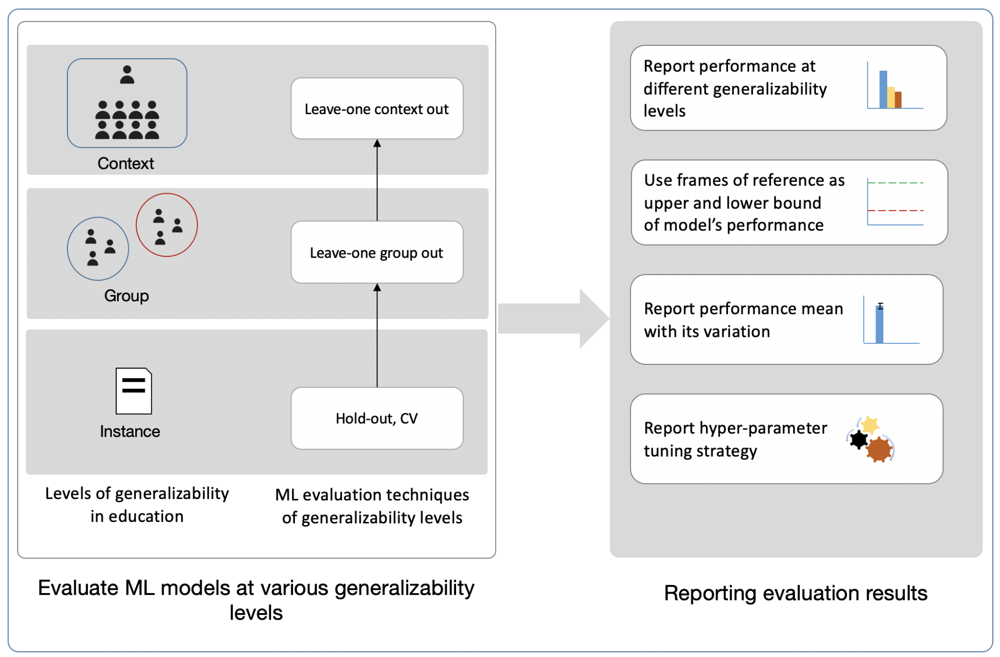 Context
Leave-one context out
Group
Leave-one group out
Instance
Hold-out, CV
Levels of generalizability
in education
ML evaluation techniques
of generalizability levels
Evaluate ML models at various generalizability
levels
Report performance at
different generalizability
levels
Use frames of reference as
upper and lower bound
of model’s performance
Report performance mean
with its variation
Report hyper-parameter
tuning strategy
Reporting evaluation results